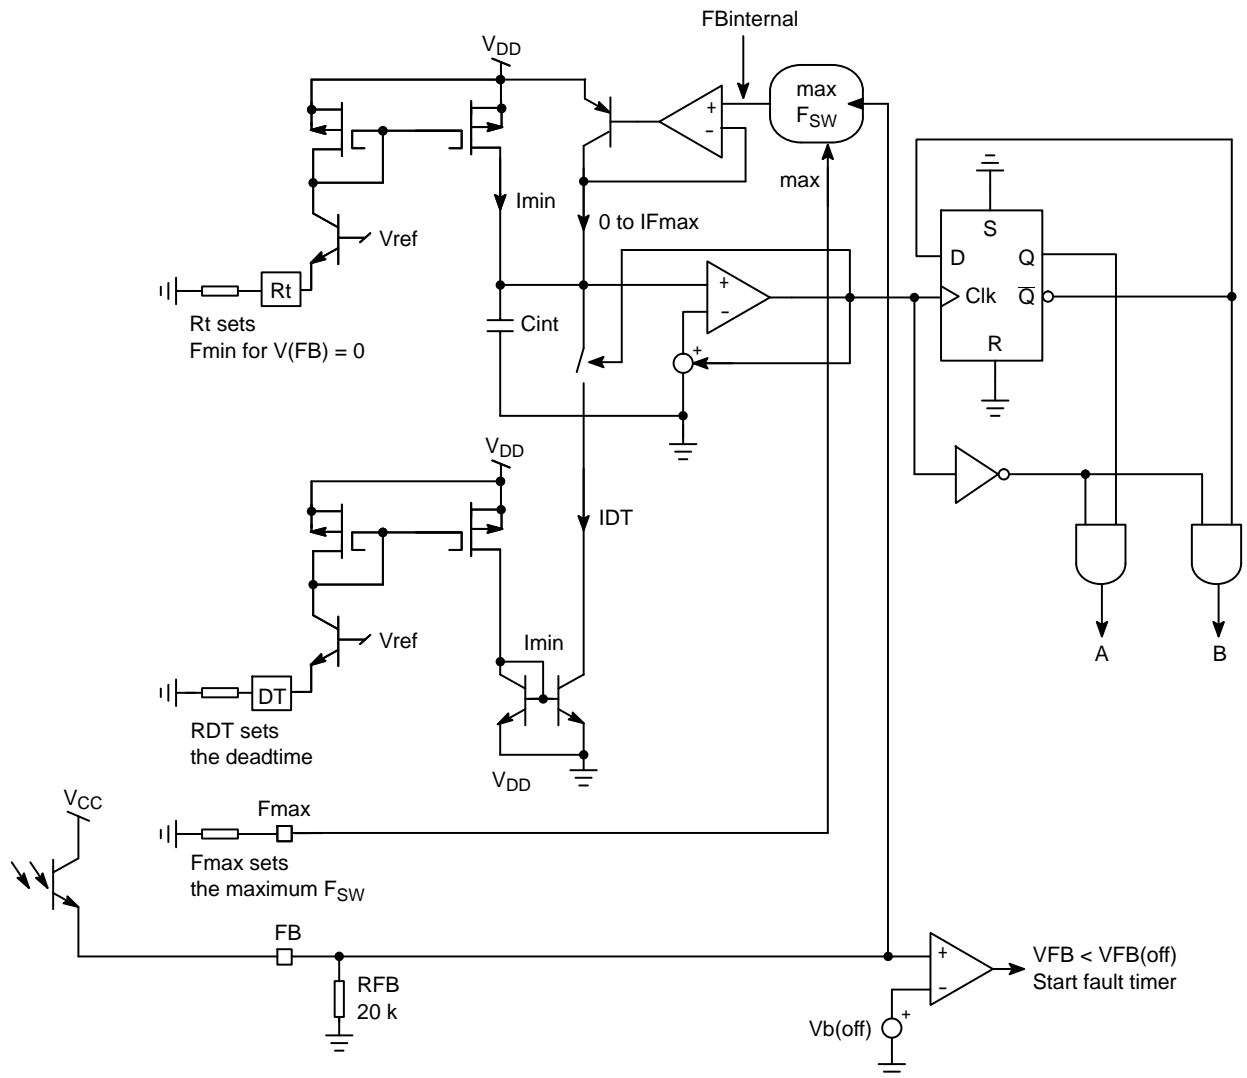 FBinternal
VDD
max
FSW
+
−
max
Imin
0 to IFmax
Vref
Rt
Rt sets
Fmin for V(FB) = 0
Cint
+
−
+
S
D
Q
Clk
Q
R
VDD
IDT
Vref
Imin
DT
RDT sets
the deadtime
VDD
A
B
VCC
Fmax
Fmax sets
the maximum FSW
FB
RFB
20 k
+
−
VFB < VFB(off)
Start fault timer
Vb(off)
+